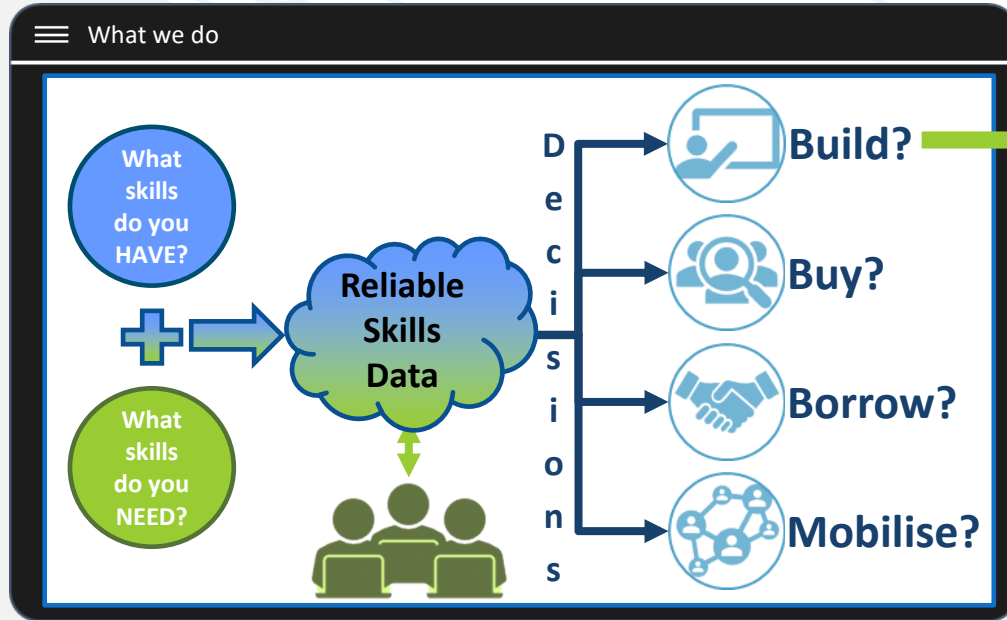 What we do
What
skills
do you
HAVE?
What
skills
do you
NEED?
Reliable
Skills
Data
D
e
c
i
s
i
o
n
s
Build?
Buy?
Borrow?
Mobilise?